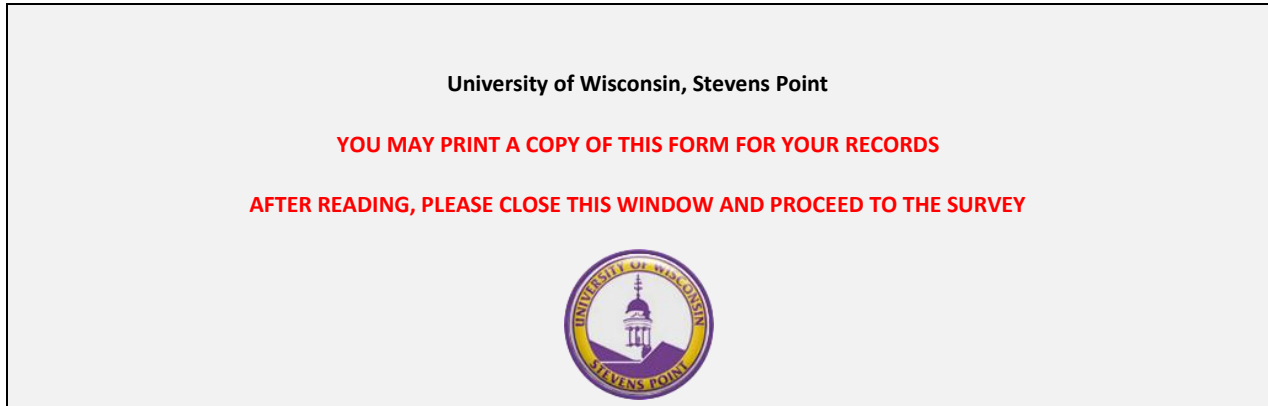 University of Wisconsin, Stevens Point
YOU MAY PRINT A COPY OF THIS FORM FOR YOUR RECORDS
AFTER READING, PLEASE CLOSE THIS WINDOW AND PROCEED TO THE SURVEY
UNIVERSITY OF WISCONSIN
STEVENS POINT